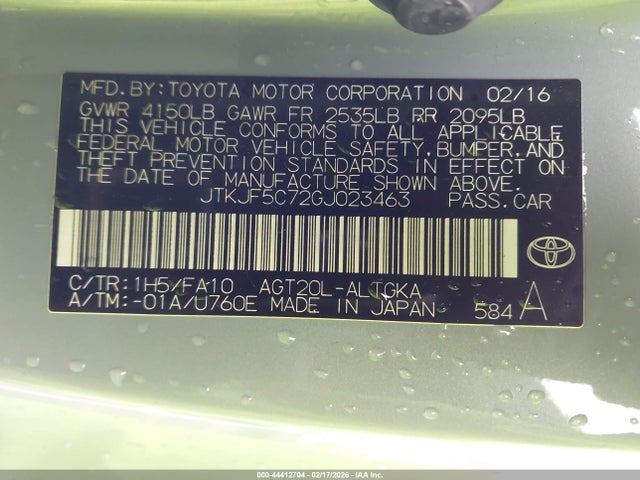 MFD. BY: TOYOTA MOTOR CORPORATION 02/16
GVWR 4150LB GAWR FR 2535LB RR 2095LB
THIS VEHICLE CONFORMS TO ALL APPLICABLE
FEDERAL MOTOR VEHICLE SAFETY, BUMPER, AND
THEFT PREVENTION STANDARDS IN EFFECT ON
THE DATE OF MANUFACTURE SHOWN ABOVE.
JTKJF5C72GJ023463 PASS. CAR
C/TR: 1H5/FA10 AGT20L-ALTGKA
A/TM: -01A/U760E MADE IN JAPAN 584 A
000-44412704 - 02/17/2026 - IAA Inc.